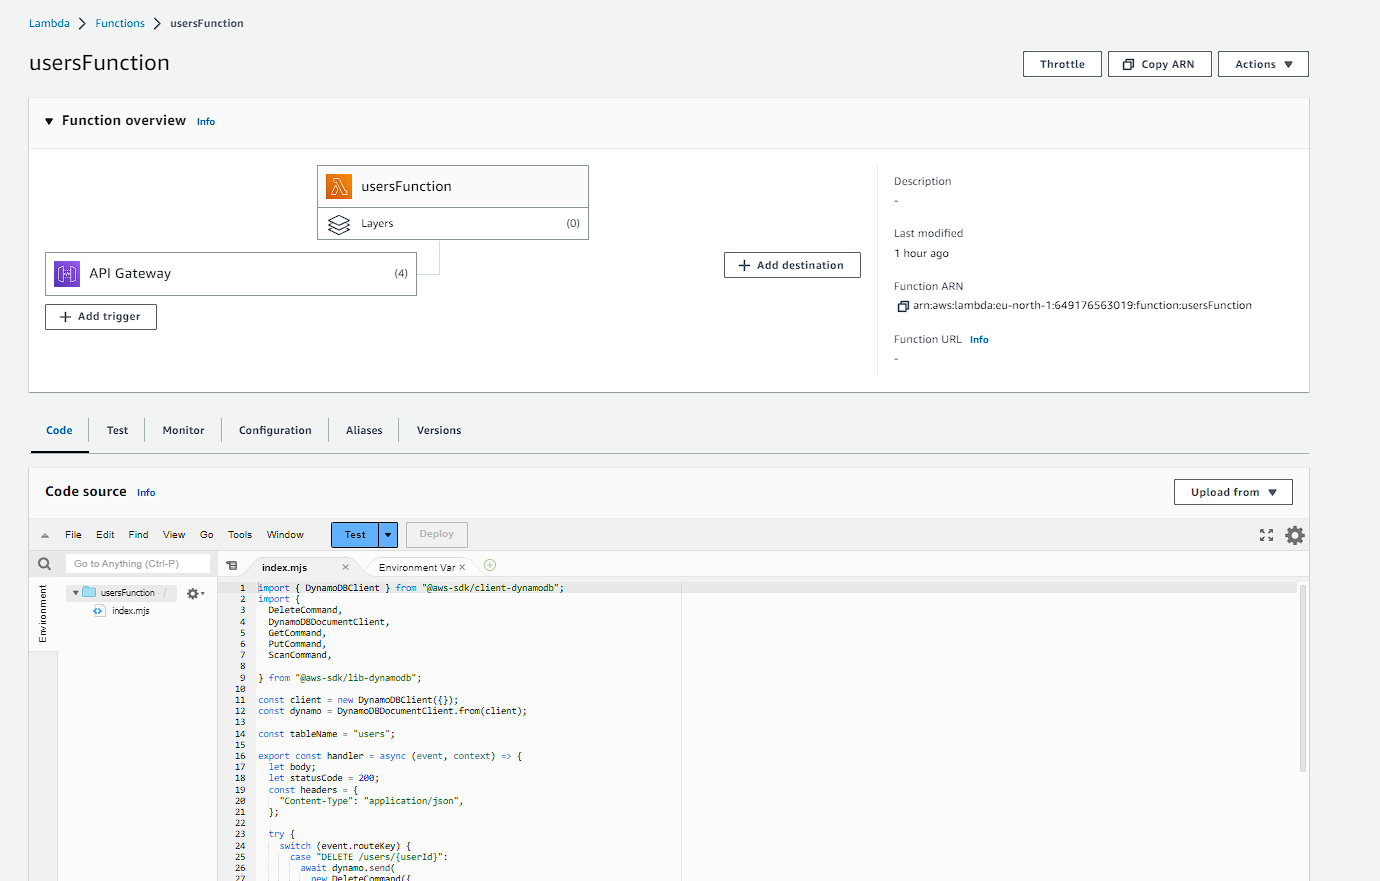 Lambda > Functions > usersFunction
usersFunction
Throttle
Copy ARN
Actions
Function overview Info
usersFunction
Layers (0)
API Gateway (4)
Add trigger
Add destination
Description
-
Last modified
1 hour ago
Function ARN
arn:aws:lambda:eu-north-1:649176563019:function:usersFunction
Function URL Info
-
Code Test Monitor Configuration Aliases Versions
Code source Info
Upload from
File Edit Find View Go Tools Window Test Deploy
Go to Anything (Ctrl-P)
index.mjs
Environment Var
Environment
usersFunction - /
index.mjs
1 import { DynamoDBClient } from "@aws-sdk/client-dynamodb";
2 import {
3 DeleteCommand,
4 DynamoDBDocumentClient,
5 GetCommand,
6 PutCommand,
7 ScanCommand,
8
9 } from "@aws-sdk/lib-dynamodb";
10
11 const client = new DynamoDBClient({});
12 const dynamo = DynamoDBDocumentClient.from(client);
13
14 const tableName = "users";
15
16 export const handler = async (event, context) => {
17 let body;
18 let statusCode = 200;
19 const headers = {
20 "Content-Type": "application/json",
21 };
22
23 try {
24 switch (event.routeKey) {
25 case "DELETE /users/{userId}":
26 await dynamo.send(
27 new DeleteCommand({